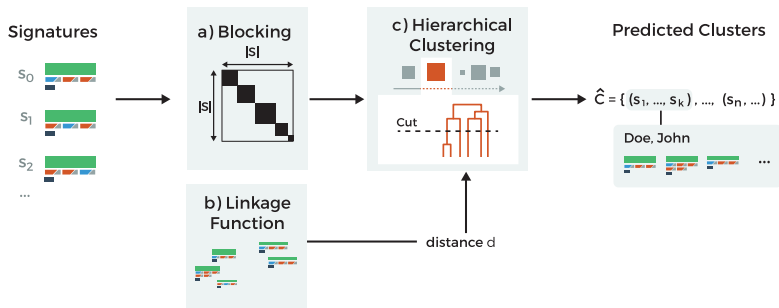 Signatures
s0
s1
s2
...
a) Blocking
|S|
|S|
b) Linkage
Function
c) Hierarchical
Clustering
Cut
distance d
Predicted Clusters
Ĉ = { (s1, ..., sk) , ..., (sn, ...) }
Doe, John
...